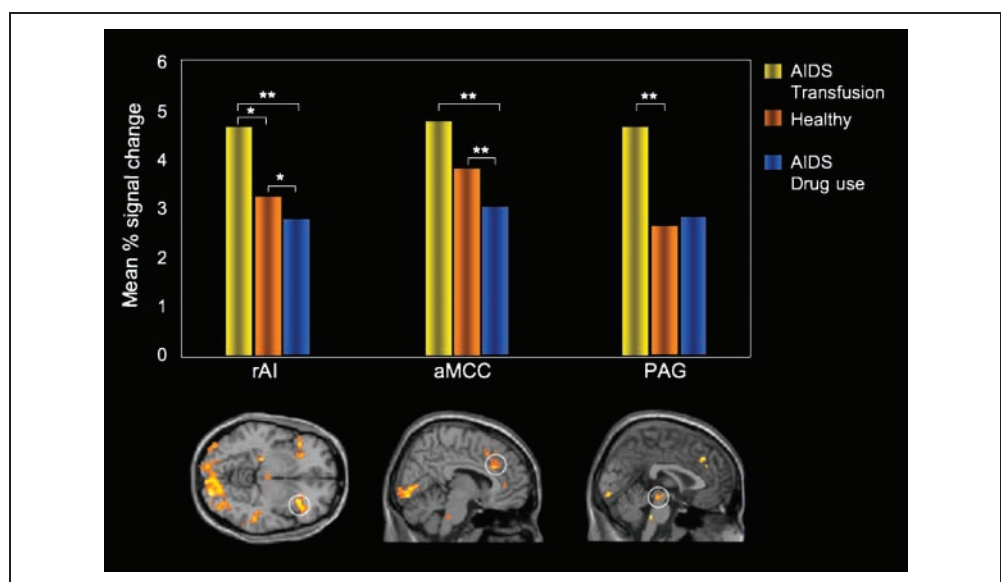 6
5
4
3
2
1
0
Mean % signal change
**
*
*
**
**
**
rAI
aMCC
PAG
AIDS
Transfusion
Healthy
AIDS
Drug use